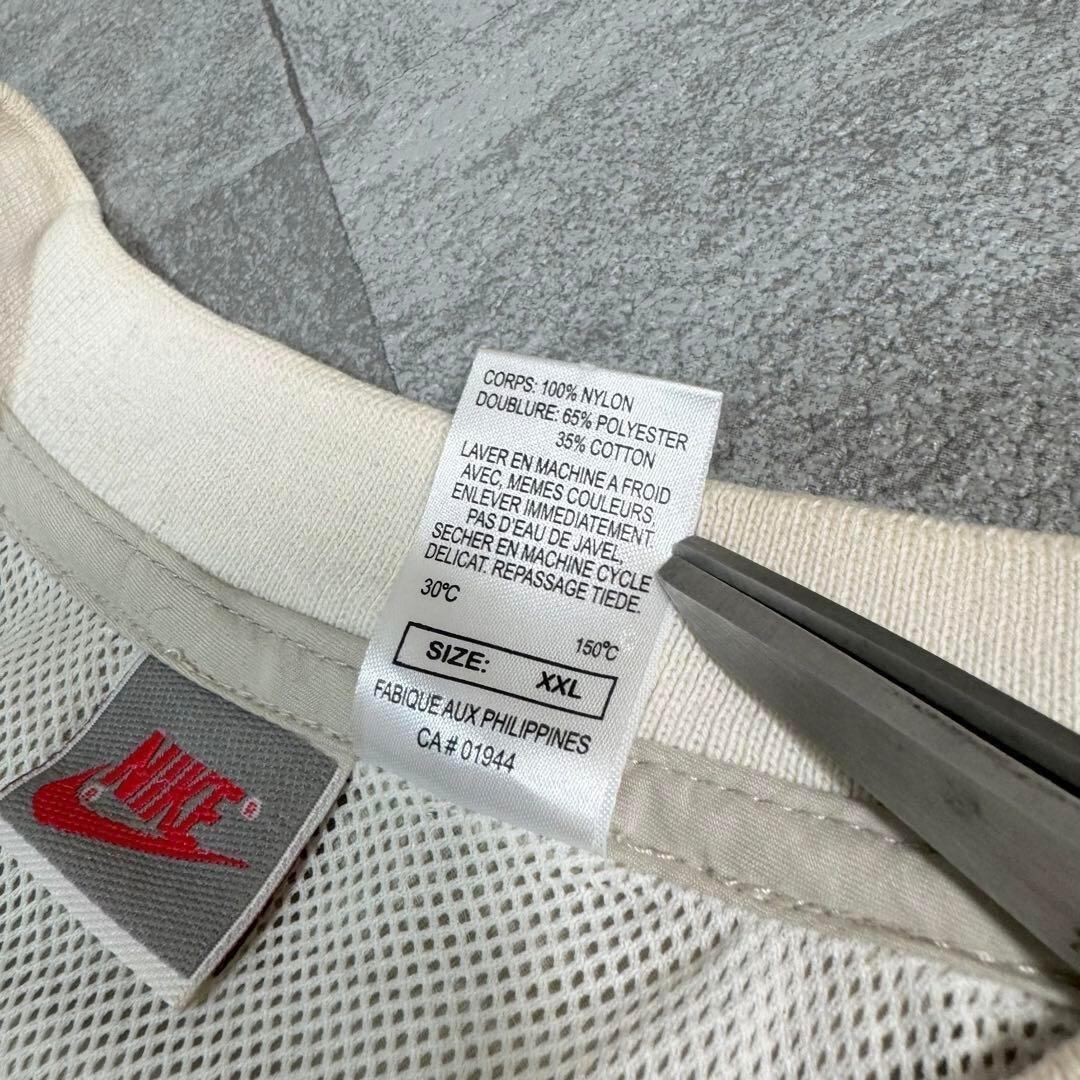 CORPS: 100% NYLON
DOUBLURE: 65% POLYESTER
35% COTTON
LAVER EN MACHINE A FROID
AVEC, MEMES COULEURS,
ENLEVER IMMEDIATEMENT.
PAS D'EAU DE JAVEL,
SECHER EN MACHINE CYCLE
DELICAT. REPASSAGE TIEDE.
30°C
150°C
SIZE: XXL
FABIQUE AUX PHILIPPINES
CA # 01944
NIKE